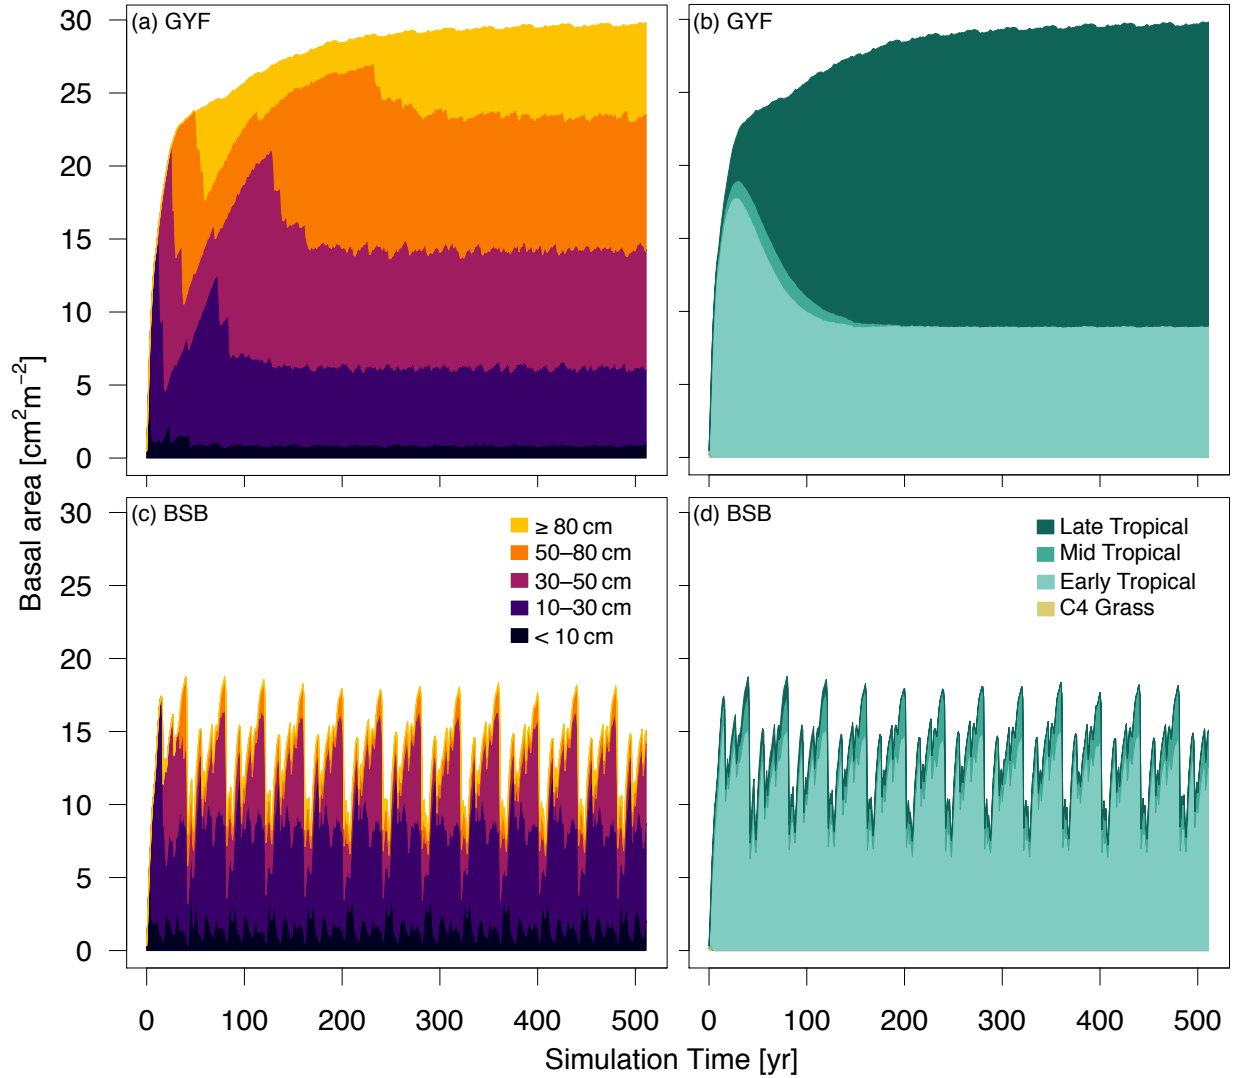 (a) GYF
(b) GYF
30
25
20
15
10
5
0
(c) BSB
(d) BSB
≥ 80 cm
50–80 cm
30–50 cm
10–30 cm
< 10 cm
Late Tropical
Mid Tropical
Early Tropical
C4 Grass
30
25
20
15
10
5
0
Basal area [cm²m⁻²]
0 100 200 300 400 500
0 100 200 300 400 500
Simulation Time [yr]